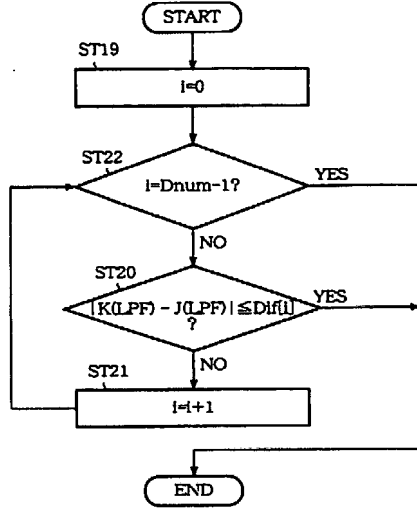 START
ST19
i=0
ST22
i=Dnum-1?
YES
NO
ST20
|K(LPF) - J(LPF)| ≦Dif[i]
?
YES
NO
ST21
i=i+1
END